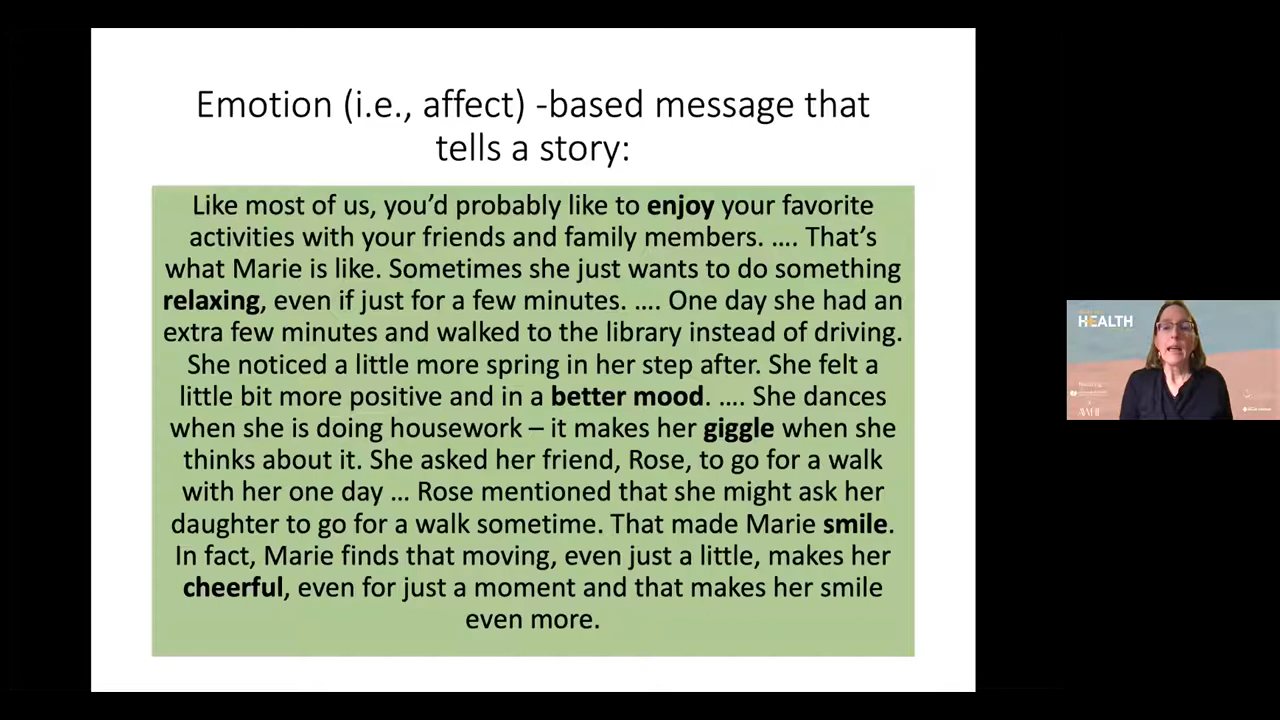 Emotion (i.e., affect) -based message that
tells a story:
Like most of us, you’d probably like to enjoy your favorite
activities with your friends and family members. …. That’s
what Marie is like. Sometimes she just wants to do something
relaxing, even if just for a few minutes. …. One day she had an
extra few minutes and walked to the library instead of driving.
She noticed a little more spring in her step after. She felt a
little bit more positive and in a better mood. …. She dances
when she is doing housework – it makes her giggle when she
thinks about it. She asked her friend, Rose, to go for a walk
with her one day … Rose mentioned that she might ask her
daughter to go for a walk sometime. That made Marie smile.
In fact, Marie finds that moving, even just a little, makes her
cheerful, even for just a moment and that makes her smile
even more.
HEALTH